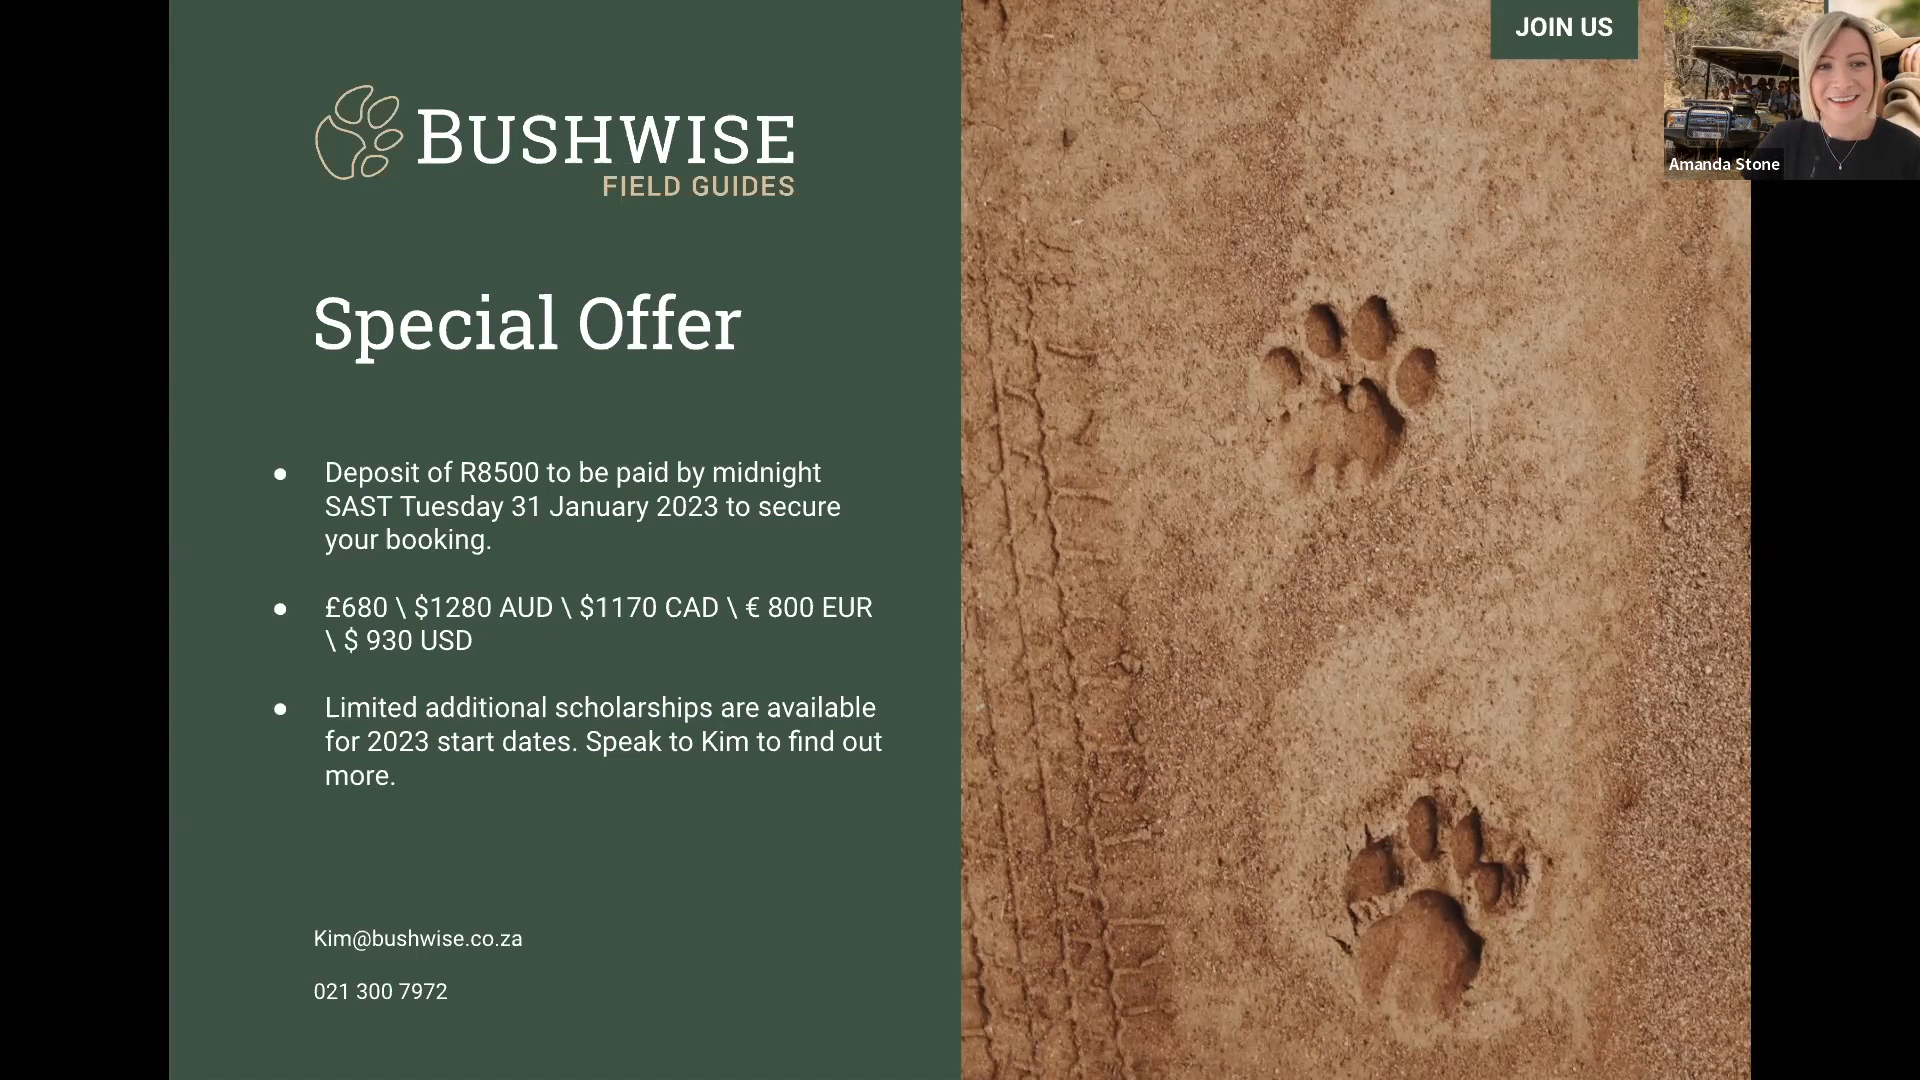 JOIN US
BUSHWISE
FIELD GUIDES
Amanda Stone
Special Offer
● Deposit of R8500 to be paid by midnight
SAST Tuesday 31 January 2023 to secure
your booking.
● £680 \ $1280 AUD \ $1170 CAD \ € 800 EUR
\ $ 930 USD
● Limited additional scholarships are available
for 2023 start dates. Speak to Kim to find out
more.
Kim@bushwise.co.za
021 300 7972